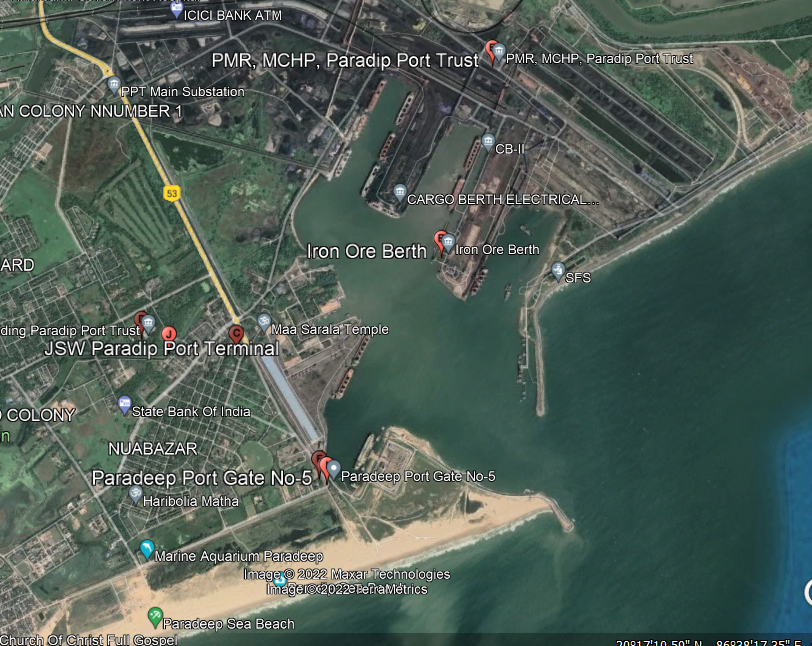 ICICI BANK ATM
PMR, MCHP, Paradip Port Trust
PMR, MCHP, Paradip Port Trust
PPT Main Substation
AN COLONY NNUMBER 1
CB-II
53
CARGO BERTH ELECTRICAL...
Iron Ore Berth
Iron Ore Berth
ARD
SFS
ding Paradip Port Trust
J
C
Maa Sarala Temple
JSW Paradip Port Terminal
State Bank Of India
O COLONY
n
NUABAZAR
Paradeep Port Gate No-5
Paradeep Port Gate No-5
Haribolia Matha
Marine Aquarium Paradeep
Image © 2022 Maxar Technologies
Image © 2022 TerraMetrics
Paradeep Sea Beach
Church Of Christ Full Gospel
20°17'10.59" N 86°38'17.35" E